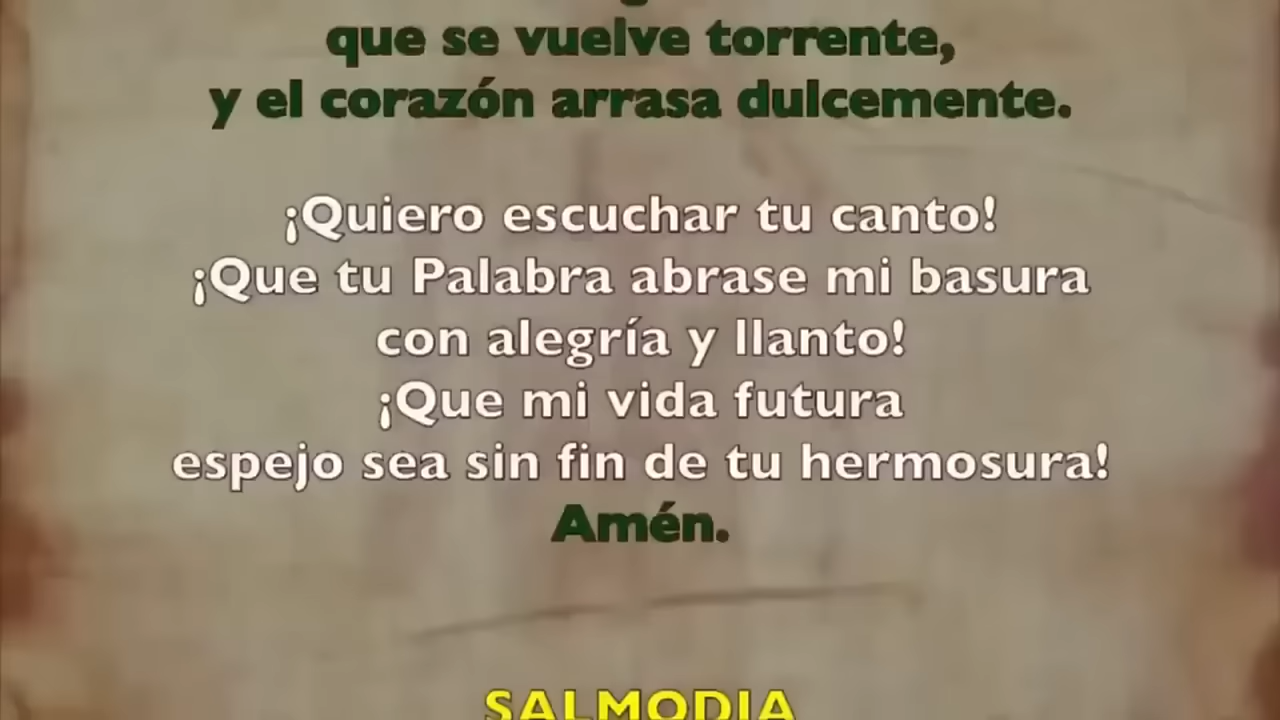 que se vuelve torrente,
y el corazón arrasa dulcemente.
¡Quiero escuchar tu canto!
¡Que tu Palabra abrase mi basura
con alegría y llanto!
¡Que mi vida futura
espejo sea sin fin de tu hermosura!
Amén.
SALMODIA